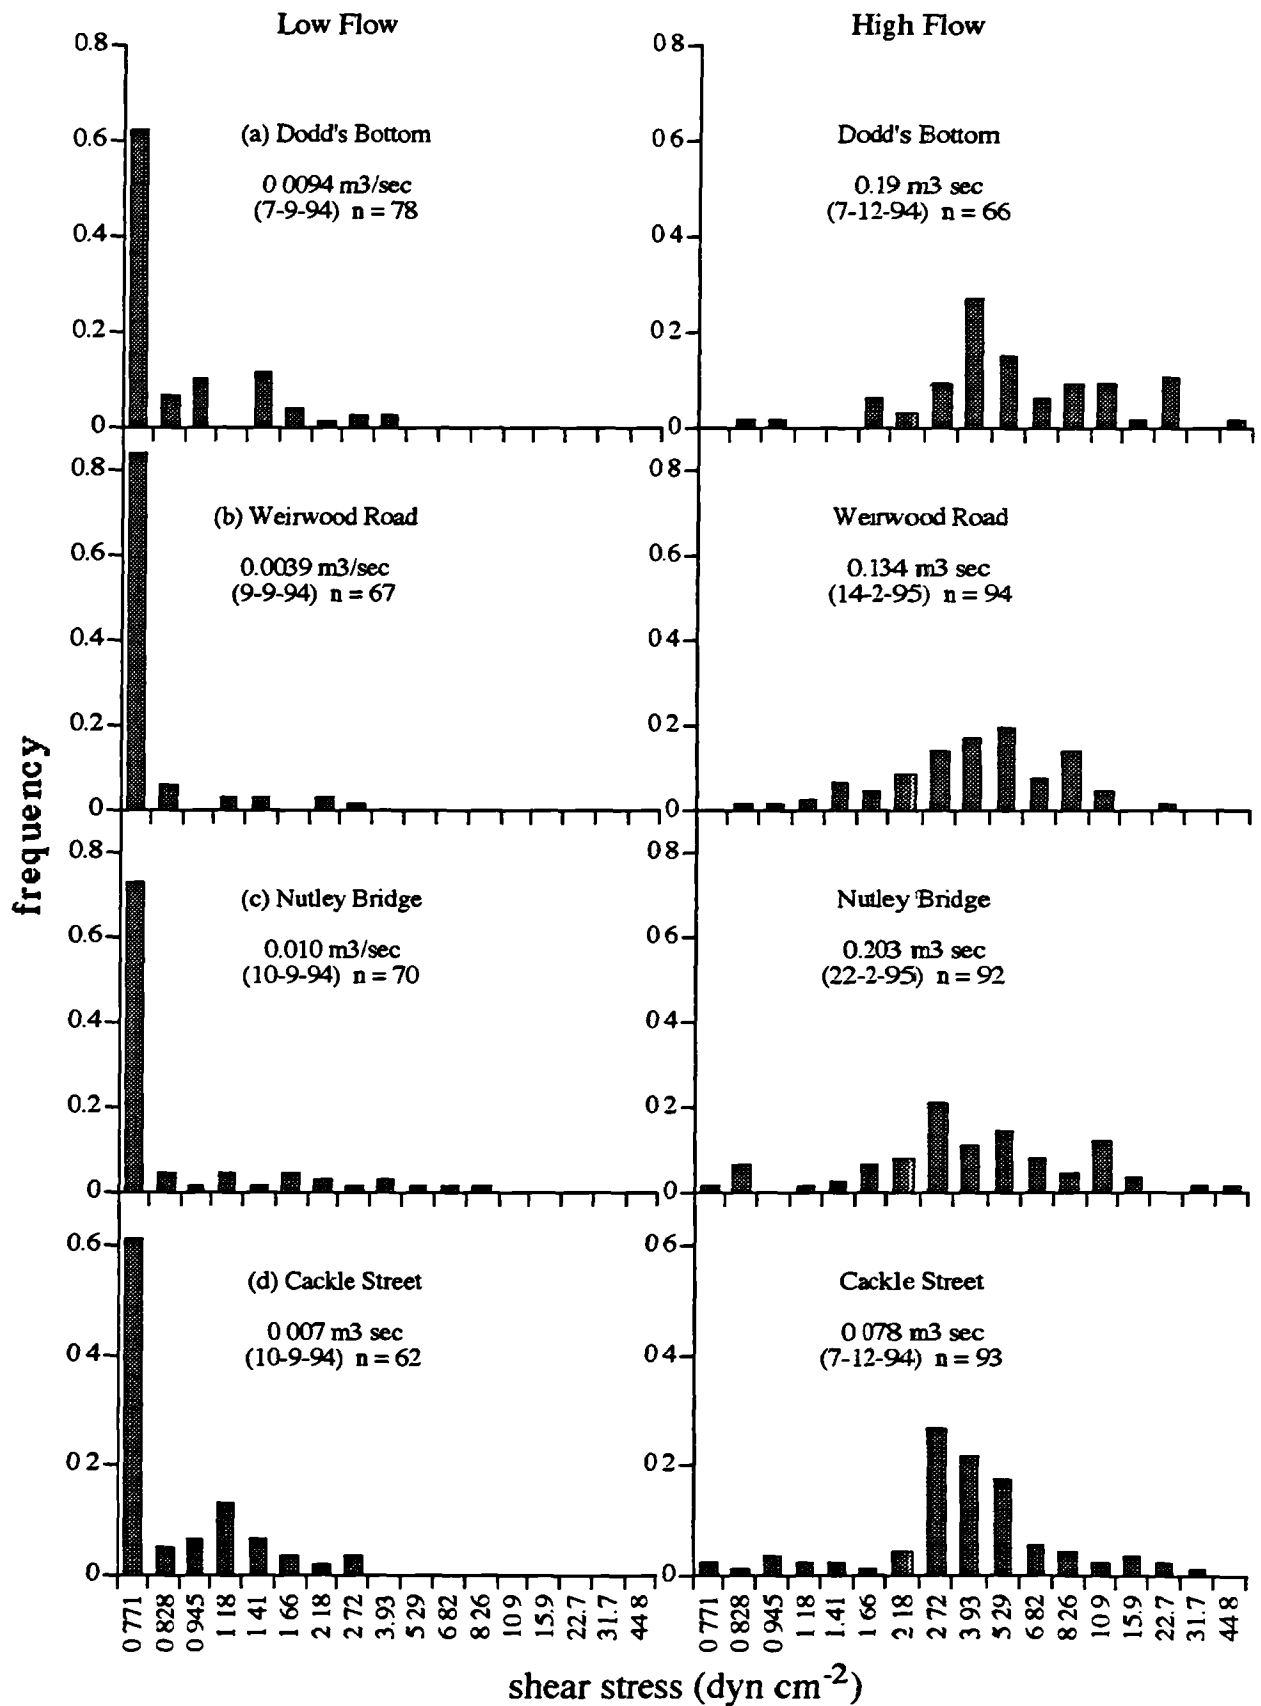 Low Flow
High Flow
0.8
0.6
0.4
0.2
0
(a) Dodd's Bottom
0 0094 m3/sec
(7-9-94) n = 78
0 8
0 6
0 4
0 2
0
Dodd's Bottom
0.19 m3 sec
(7-12-94) n = 66
0.8
0.6
0.4
0.2
0
(b) Weirwood Road
0.0039 m3/sec
(9-9-94) n = 67
0 8
0 6
0 4
0 2
0
Weirwood Road
0.134 m3 sec
(14-2-95) n = 94
frequency
0.8
0.6
0.4
0.2
0
(c) Nutley Bridge
0.010 m3/sec
(10-9-94) n = 70
0 8
0 6
0 4
0 2
0
Nutley Bridge
0.203 m3 sec
(22-2-95) n = 92
0.6
0 4
0 2
0
(d) Cackle Street
0 007 m3 sec
(10-9-94) n = 62
0 6
0 4
0 2
0
Cackle Street
0 078 m3 sec
(7-12-94) n = 93
0 771
0 828
0 945
1 18
1 41
1 66
2 18
2 72
3.93
5.29
6 82
8 26
10 9
15.9
22.7
31.7
44.8
0 771
0 828
0 945
1 18
1.41
1 66
2 18
2 72
3 93
5 29
6 82
8 26
10 9
15.9
22.7
31.7
44 8
shear stress (dyn cm-2)